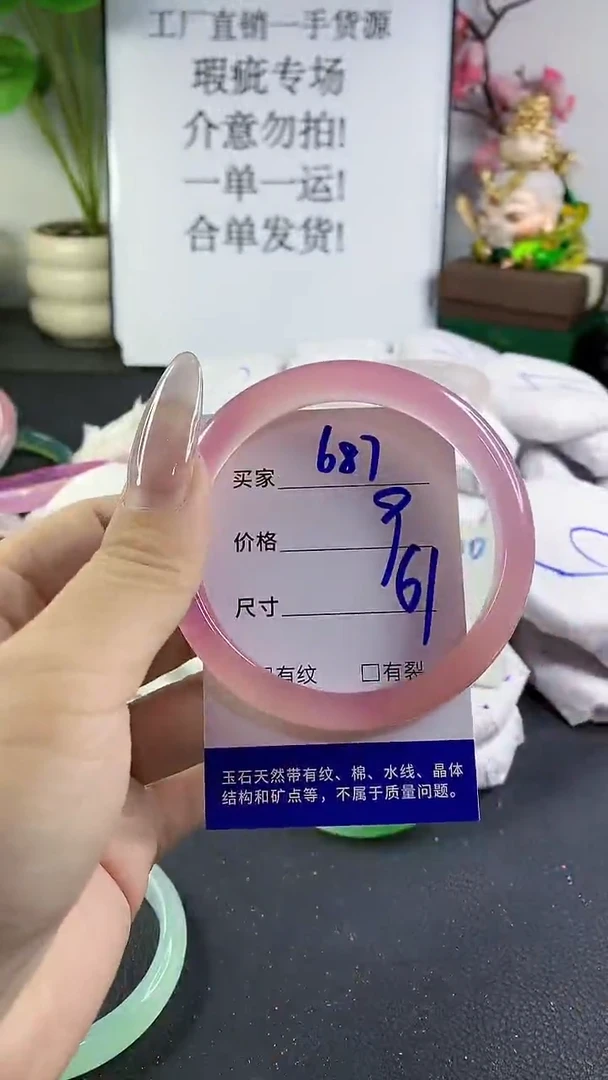 工厂直销一手货源
瑕疵专场
介意勿拍!
一单一运!
合单发货!
买家 687
价格 9
尺寸 61
有纹 □有裂
玉石天然带有纹、棉、水线、晶体
结构和矿点等，不属于质量问题。